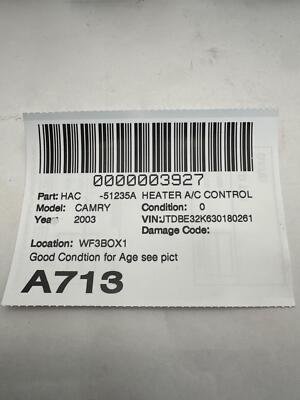 0000003927
Part: HAC -51235A HEATER A/C CONTROL
Model: CAMRY Condition: 0
Year: 2003 VIN:JTDBE32K630180261
Damage Code:
Location: WF3BOX1
Good Condtion for Age see pict
A713